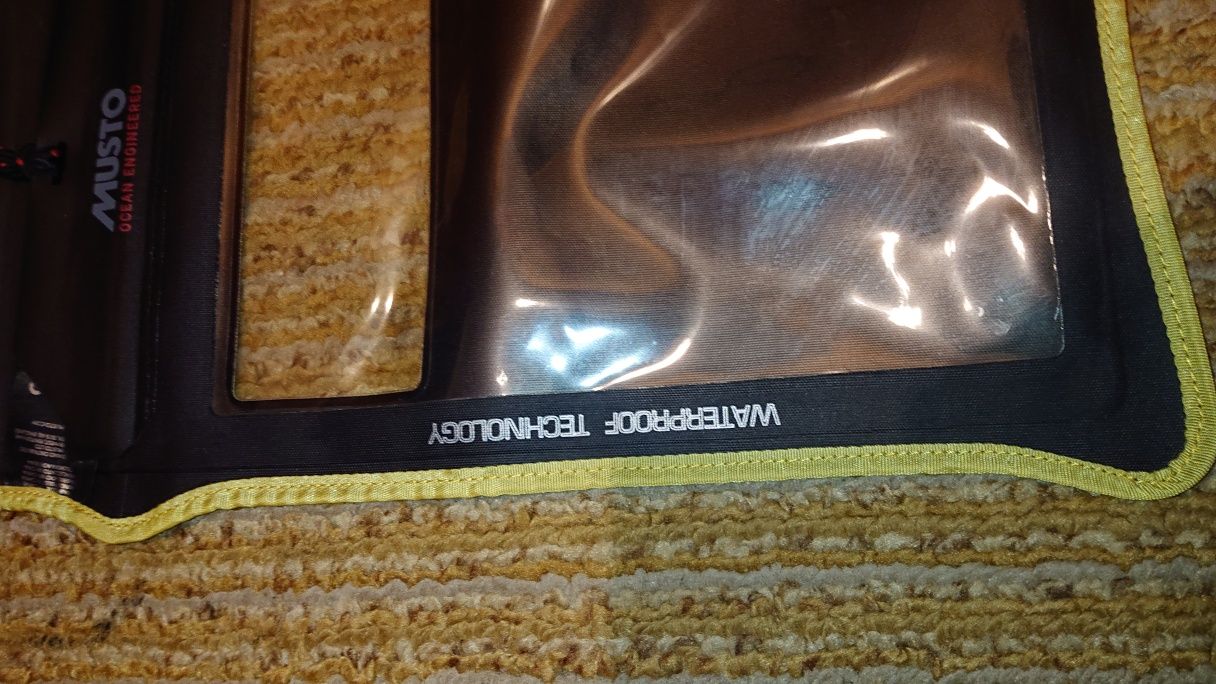 MUSTO
OCEAN ENGINEERED
WATERPROOF TECHNOLOGY